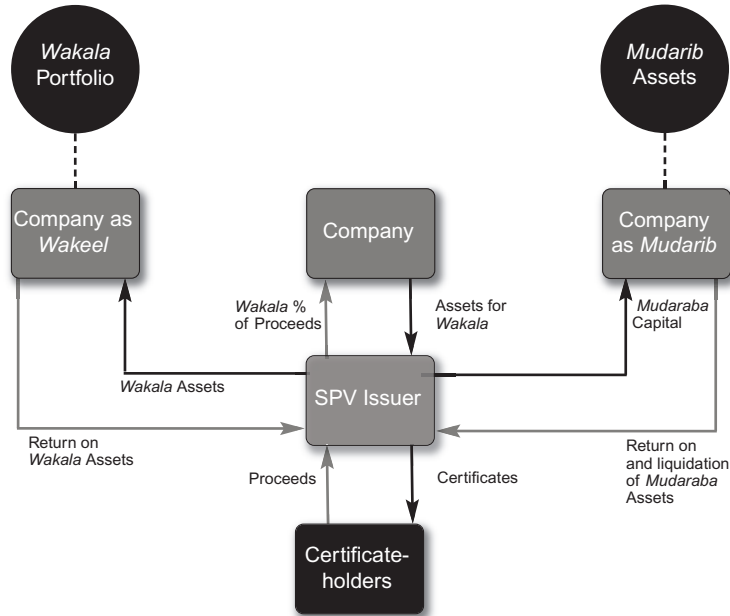 Wakala
Portfolio
Mudarib
Assets
Company as
Wakeel
Company
Company
as Mudarib
Wakala %
of Proceeds
Assets for
Wakala
Mudaraba
Capital
Wakala Assets
SPV Issuer
Return on
Wakala Assets
Proceeds
Certificates
Return on
and liquidation
of Mudaraba
Assets
Certificate-
holders